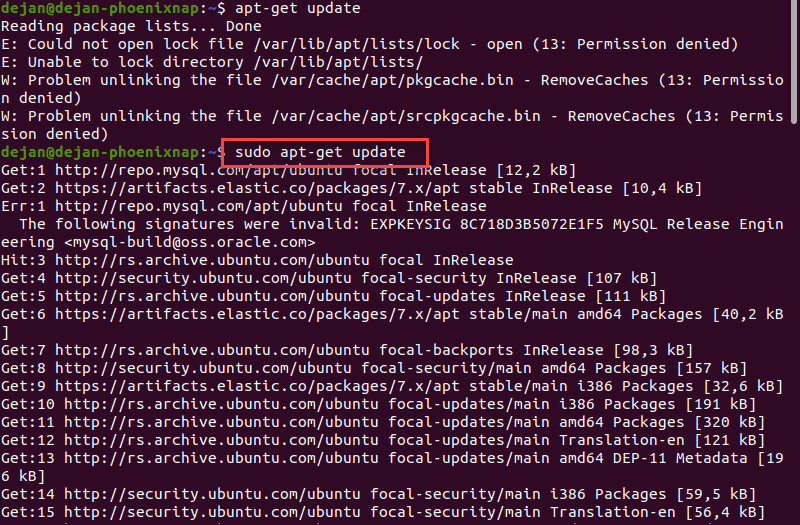 dejan@dejan-phoenixnap:~$ apt-get update
Reading package lists... Done
E: Could not open lock file /var/lib/apt/lists/lock - open (13: Permission denied)
E: Unable to lock directory /var/lib/apt/lists/
W: Problem unlinking the file /var/cache/apt/pkgcache.bin - RemoveCaches (13: Permissio
n denied)
W: Problem unlinking the file /var/cache/apt/srcpkgcache.bin - RemoveCaches (13: Permis
sion denied)
dejan@dejan-phoenixnap:~$ sudo apt-get update
Get:1 http://repo.mysql.com/apt/ubuntu focal InRelease [12,2 kB]
Get:2 https://artifacts.elastic.co/packages/7.x/apt stable InRelease [10,4 kB]
Err:1 http://repo.mysql.com/apt/ubuntu focal InRelease
  The following signatures were invalid: EXPKEYSIG 8C718D3B5072E1F5 MySQL Release Engin
eering <mysql-build@oss.oracle.com>
Hit:3 http://rs.archive.ubuntu.com/ubuntu focal InRelease
Get:4 http://security.ubuntu.com/ubuntu focal-security InRelease [107 kB]
Get:5 http://rs.archive.ubuntu.com/ubuntu focal-updates InRelease [111 kB]
Get:6 https://artifacts.elastic.co/packages/7.x/apt stable/main amd64 Packages [40,2 kB
]
Get:7 http://rs.archive.ubuntu.com/ubuntu focal-backports InRelease [98,3 kB]
Get:8 http://security.ubuntu.com/ubuntu focal-security/main amd64 Packages [157 kB]
Get:9 https://artifacts.elastic.co/packages/7.x/apt stable/main i386 Packages [32,6 kB]
Get:10 http://rs.archive.ubuntu.com/ubuntu focal-updates/main i386 Packages [191 kB]
Get:11 http://rs.archive.ubuntu.com/ubuntu focal-updates/main amd64 Packages [320 kB]
Get:12 http://rs.archive.ubuntu.com/ubuntu focal-updates/main Translation-en [121 kB]
Get:13 http://rs.archive.ubuntu.com/ubuntu focal-updates/main amd64 DEP-11 Metadata [19
6 kB]
Get:14 http://security.ubuntu.com/ubuntu focal-security/main i386 Packages [59,5 kB]
Get:15 http://security.ubuntu.com/ubuntu focal-security/main Translation-en [56,4 kB]